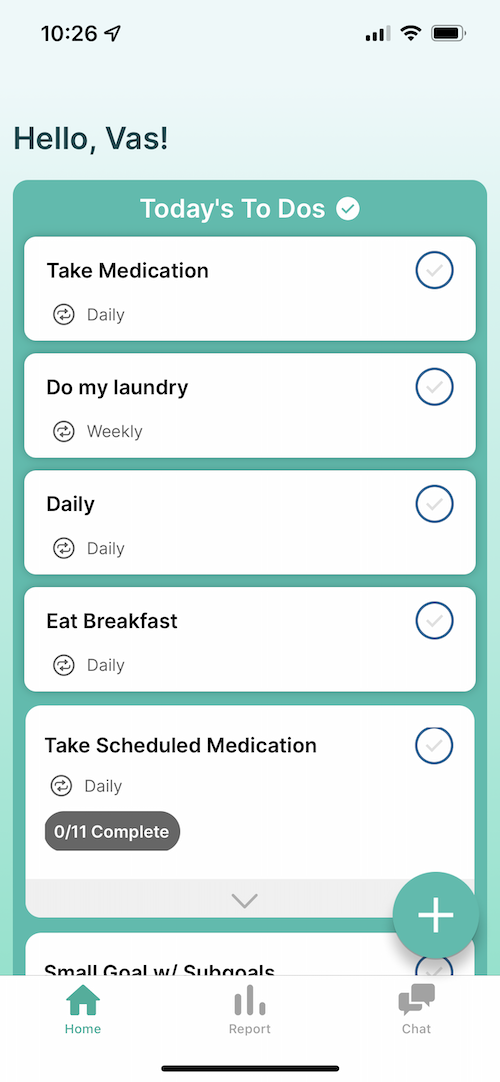 10:26
Hello, Vas!
Today's To Dos
Take Medication
Daily
Do my laundry
Weekly
Daily
Daily
Eat Breakfast
Daily
Take Scheduled Medication
Daily
0/11 Complete
Small Goal w/ Subgoals
Home Report Chat